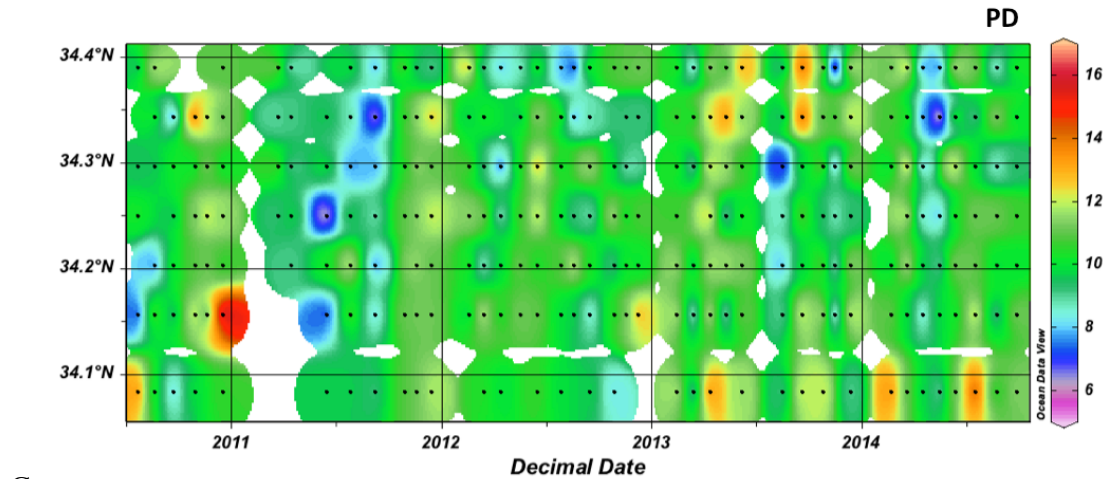 PD
34.4°N
34.3°N
34.2°N
34.1°N
2011 2012 2013 2014
Decimal Date
Ocean Data View
16
14
12
10
8
6